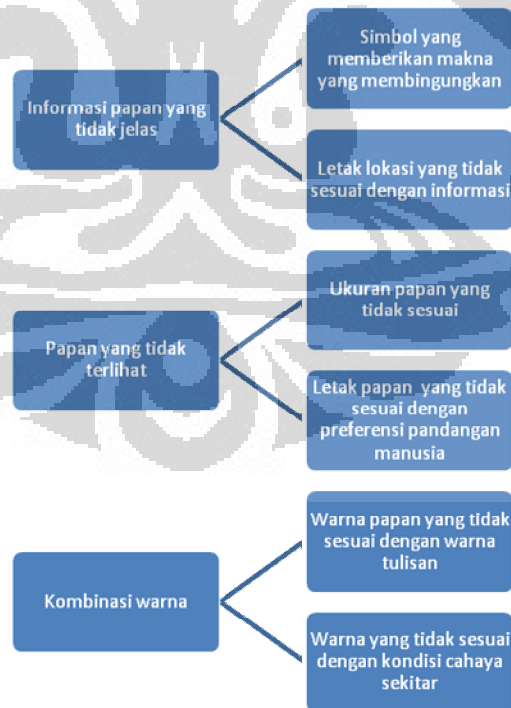 Informasi papan yang
tidak jelas
Simbol yang
memberikan makna
yang membingungkan
Letak lokasi yang tidak
sesuai dengan informasi
Papan yang tidak
terlihat
Ukuran papan yang
tidak sesuai
Letak papan yang tidak
sesuai dengan
preferensi pandangan
manusia
Kombinasi warna
Warna papan yang tidak
sesuai dengan warna
tulisan
Warna yang tidak sesuai
dengan kondisi cahaya
sekitar